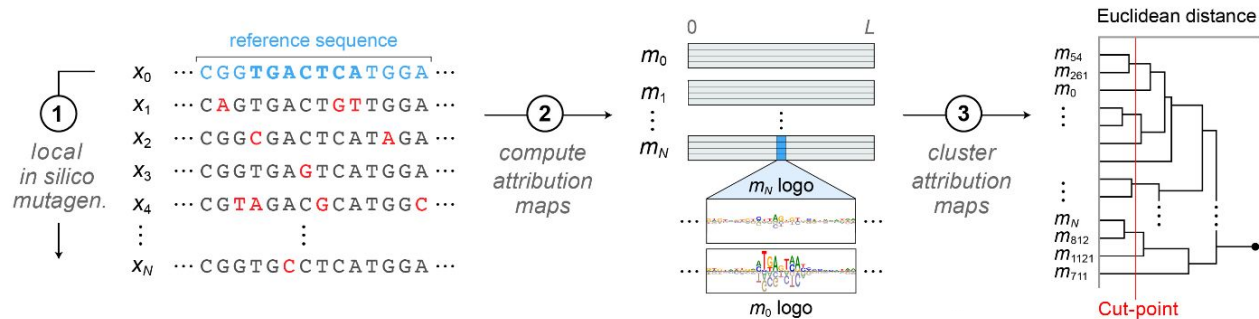 reference sequence
x0 ··· CGGTGACTCATGGA ···
x1 ··· CAGTGACTGTTGGA ···
x2 ··· CGGCGACTCATAGA ···
x3 ··· CGGTGAGTCATGGA ···
x4 ··· CGTAGACGCATGGC ···
xN ··· CGGTGCCTCATGGA ···
1
local
in silico
mutagen.
2
compute
attribution
maps
0 L
m0
m1
mN
mN logo
m0 logo
3
cluster
attribution
maps
Euclidean distance
m54
m261
m0
mN
m812
m1121
m711
Cut-point